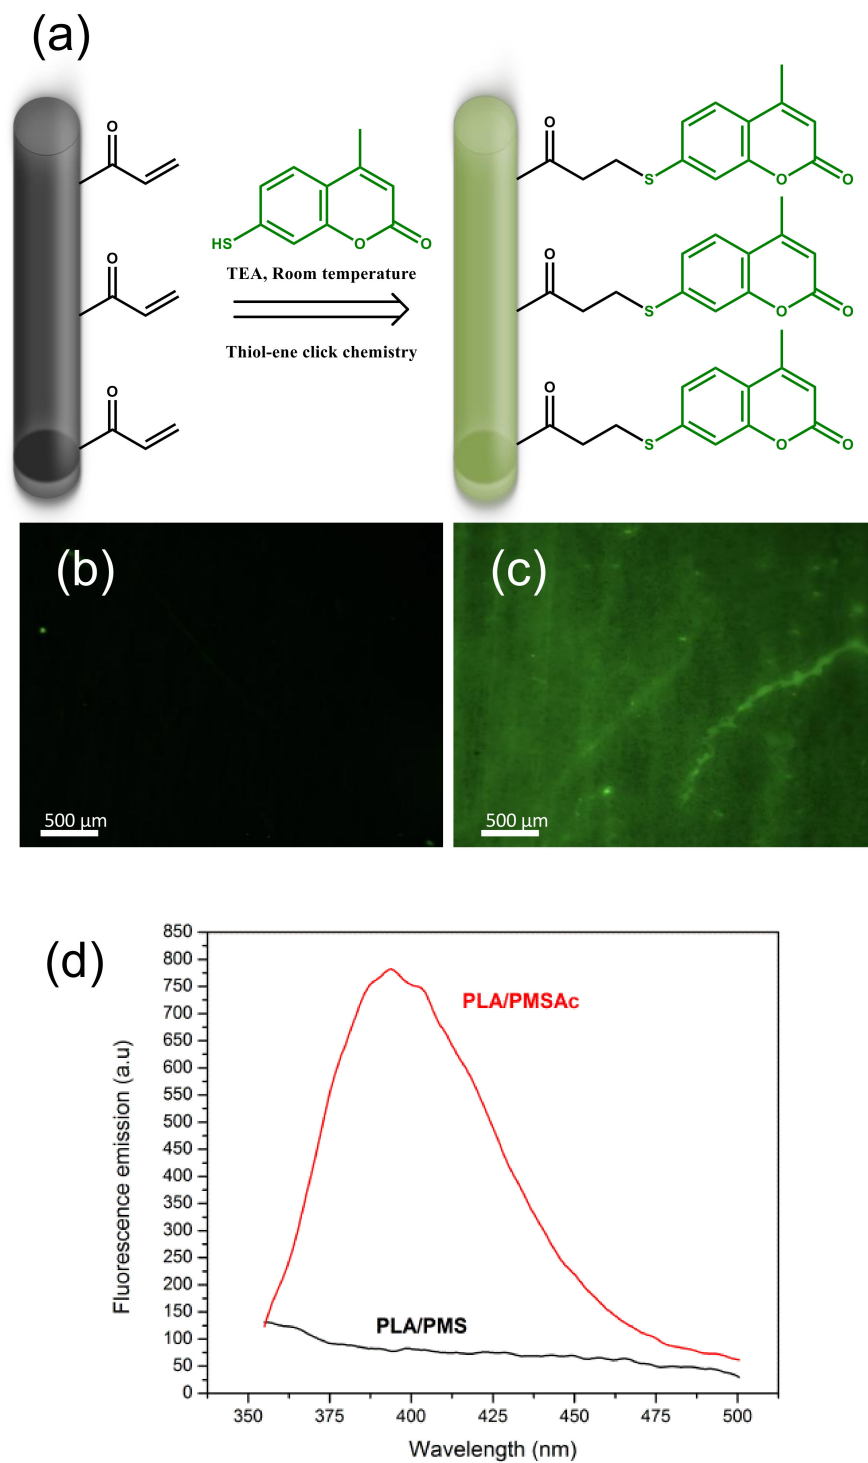 (a)
O
O
HS
O
O
TEA, Room temperature
Thiol-ene click chemistry
O
O
O
S
O
O
O
S
O
O
O
O
S
O
O
(b)
500 µm
(c)
500 µm
(d)
850
800
750
700
650
600
550
500
450
400
350
300
250
200
150
100
50
0
Fluorescence emission (a.u)
PLA/PMSAc
PLA/PMS
350 375 400 425 450 475 500
Wavelength (nm)